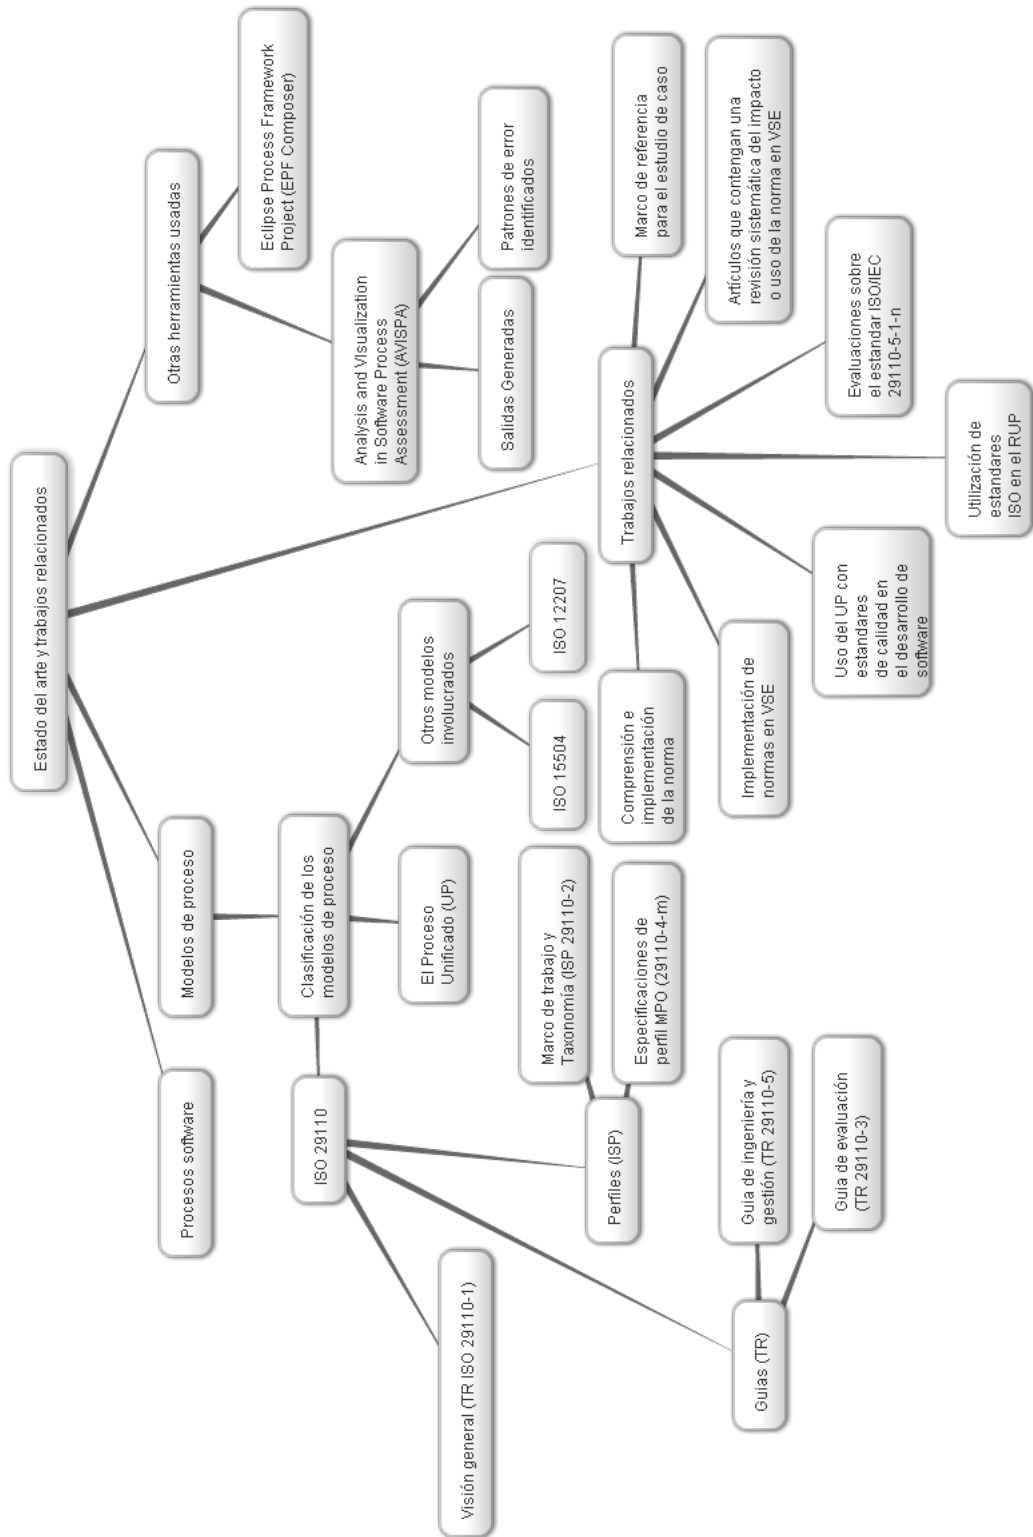 Estado del arte y trabajos relacionados
Procesos software
Modelos de proceso
Otras herramientas usadas
Clasificación de los
modelos de proceso
Analysis and VIsualization
in Software Process
Assessment (AVISPA)
Eclipse Process Framework
Project (EPF Composer)
ISO 29110
El Proceso
Unificado (UP)
Otros modelos
involucrados
Salidas Generadas
Patrones de error
identificados
Visión general (TR ISO 29110-1)
Perfiles (ISP)
Marco de trabajo y
Taxonomía (ISP 29110-2)
Especificaciones de
perfil MPO (29110-4-m)
ISO 15504
ISO 12207
Guias (TR)
Guia de ingeniería y
gestión (TR 29110-5)
Guia de evaluación
(TR 29110-3)
Trabajos relacionados
Comprensión e
implementación
de la norma
Marco de referencia
para el estudio de caso
Implementación de
normas en VSE
Artículos que contengan una
revisión sistemática del impacto
o uso de la norma en VSE
Uso del UP con
estandares
de calidad en
el desarrollo de
software
Evaluaciones sobre
el estandar ISO/IEC
29110-5-1-n
Utilización de
estandares
ISO en el RUP